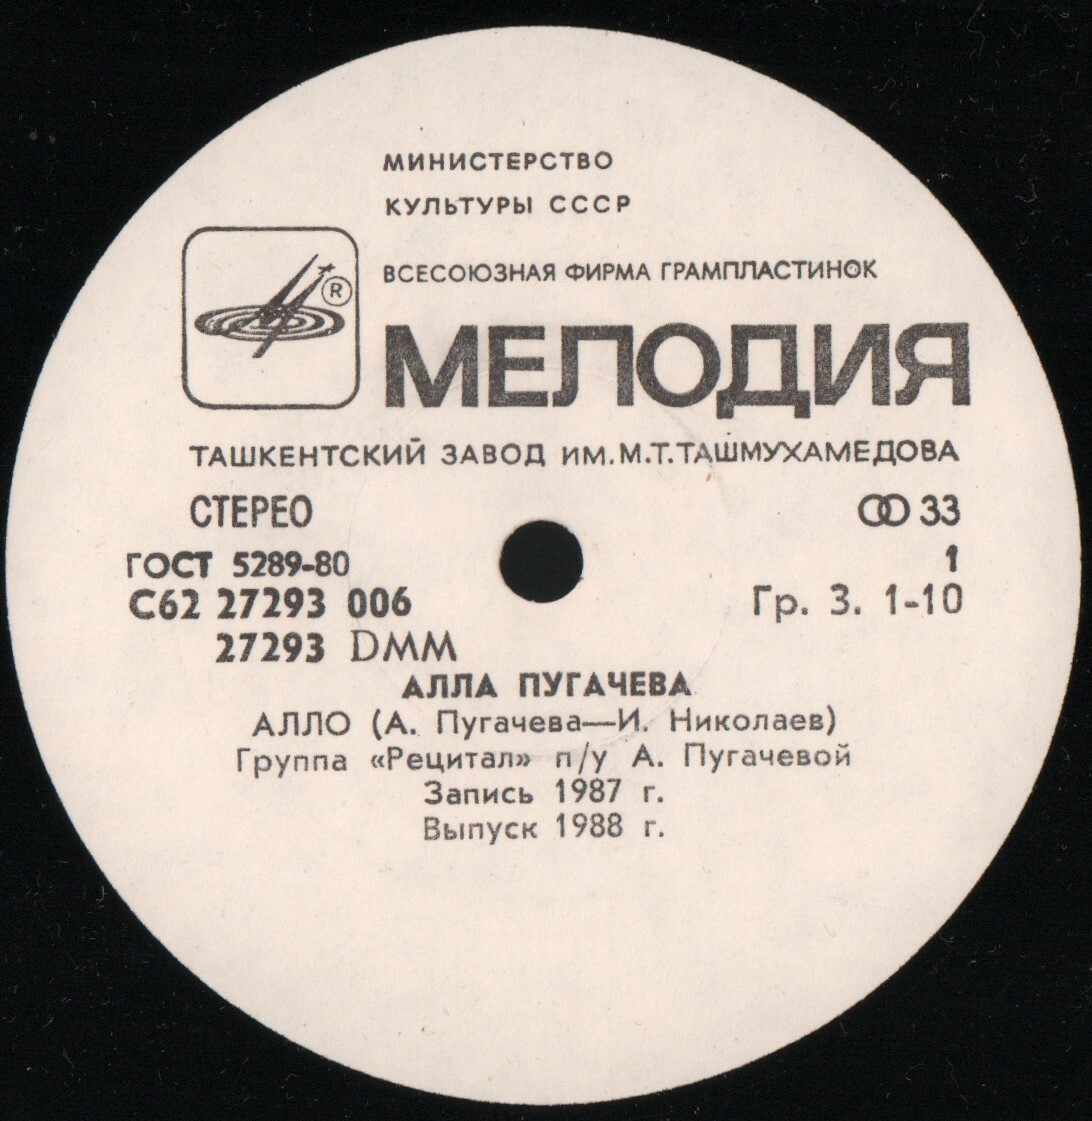 МИНИСТЕРСТВО
КУЛЬТУРЫ СССР
ВСЕСОЮЗНАЯ ФИРМА ГРАМПЛАСТИНОК
®
МЕЛОДИЯ
ТАШКЕНТСКИЙ ЗАВОД ИМ.М.Т.ТАШМУХАМЕДОВА
СТЕРЕО 33
ГОСТ 5289-80 1
С62 27293 006 Гр. 3. 1-10
27293 DMM
АЛЛА ПУГАЧЕВА
АЛЛО (А. Пугачева—И. Николаев)
Группа «Рецитал» п/у А. Пугачевой
Запись 1987 г.
Выпуск 1988 г.